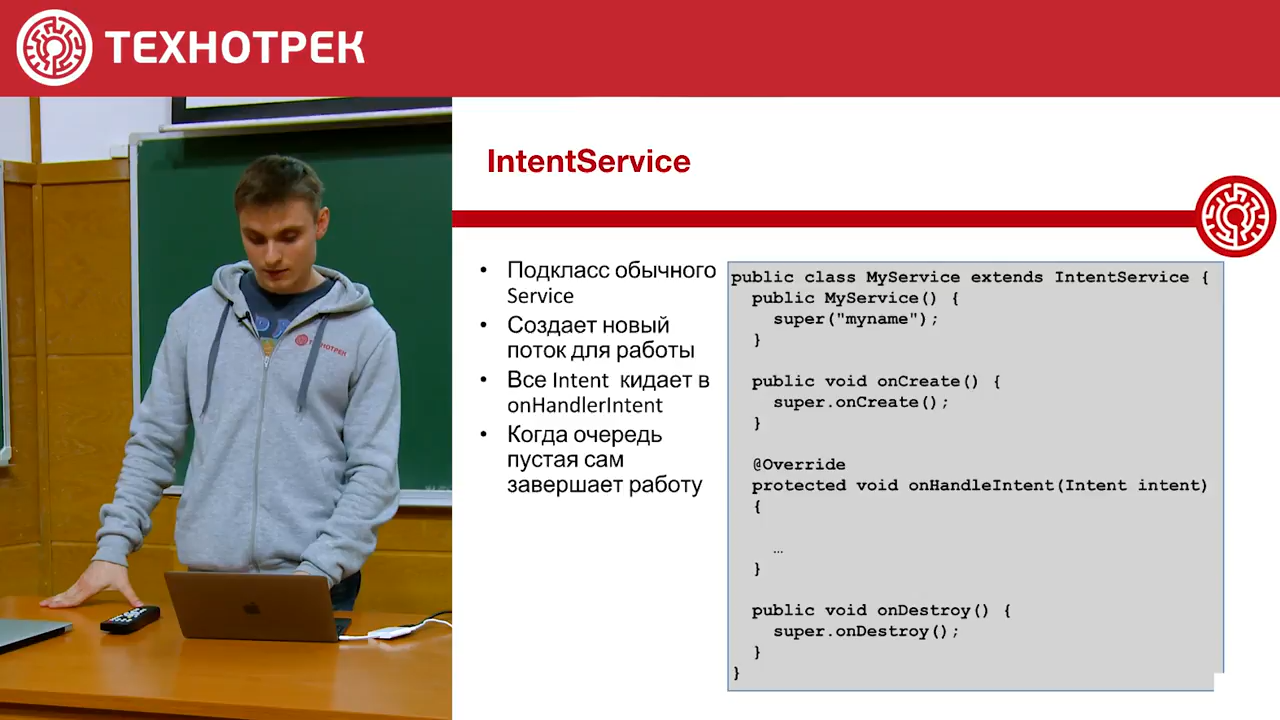 ТЕХНОТРЕК
IntentService
• Подкласс обычного
Service
• Создает новый
поток для работы
• Все Intent кидает в
onHandlerIntent
• Когда очередь
пустая сам
завершает работу
public class MyService extends IntentService {
public MyService() {
super("myname");
}
public void onCreate() {
super.onCreate();
}
@Override
protected void onHandleIntent(Intent intent)
{
…
}
public void onDestroy() {
super.onDestroy();
}
}
ТЕХНОТРЕК